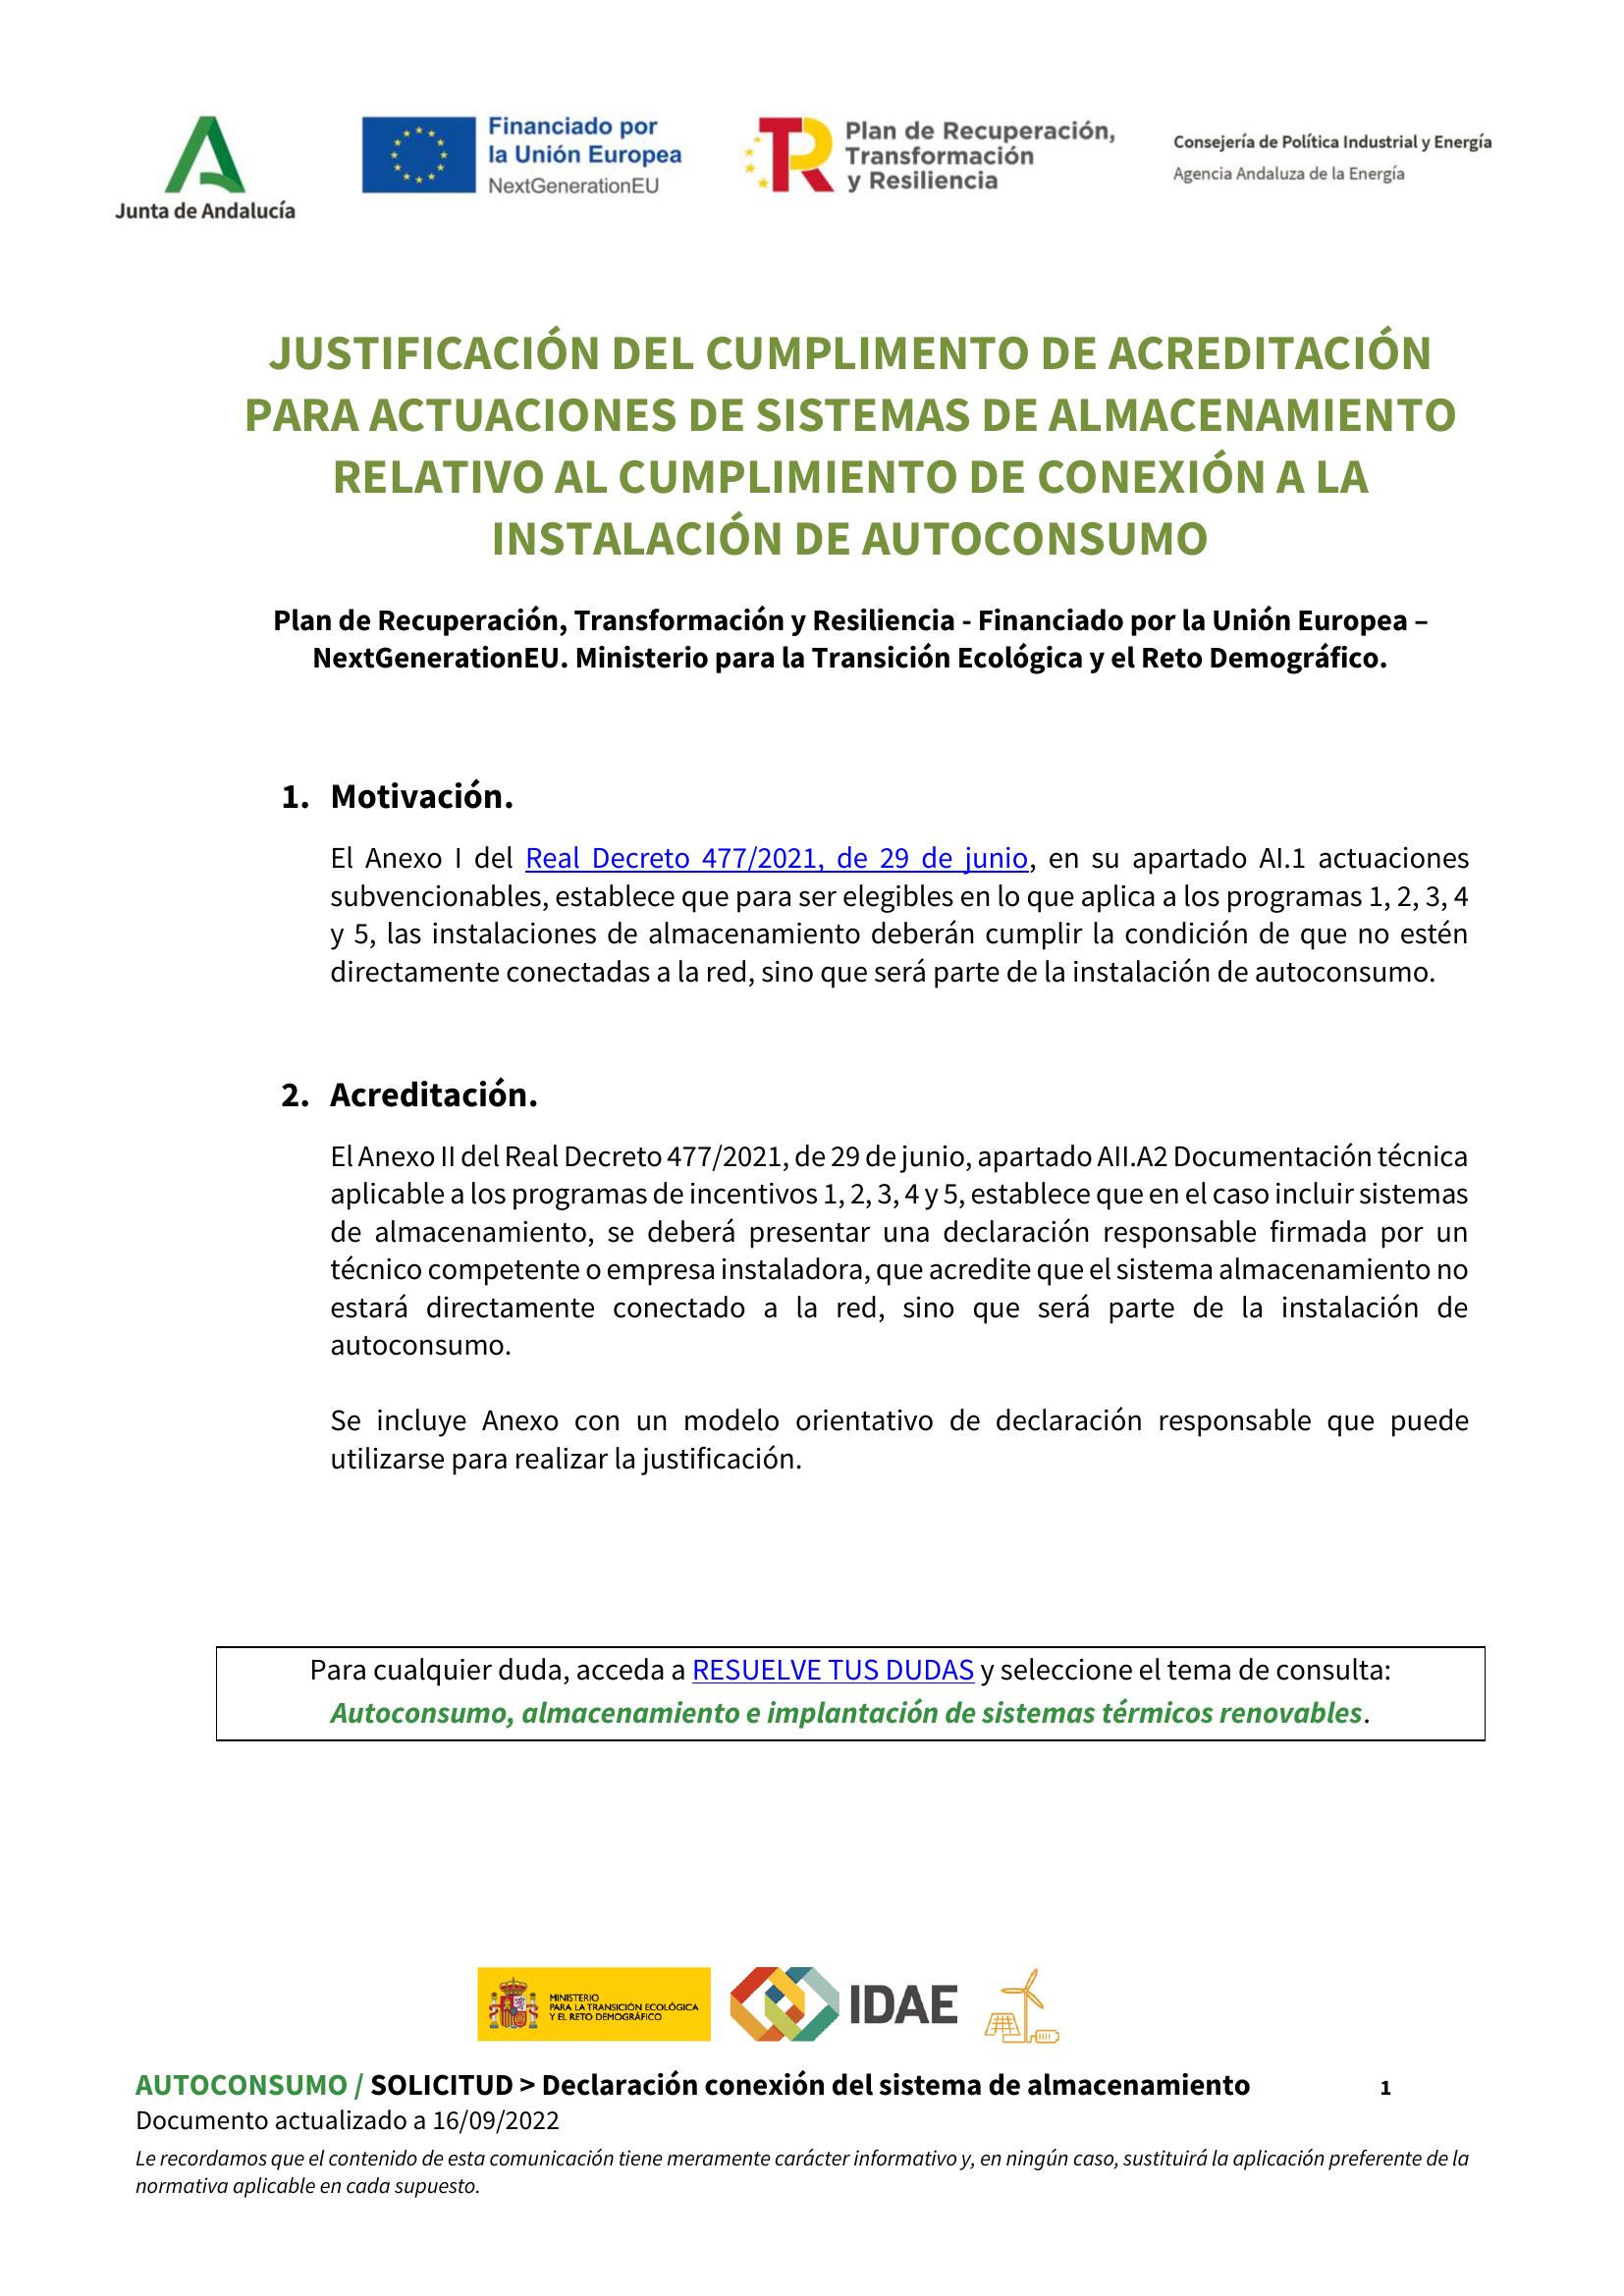 Junta de Andalucía
Financiado por
la Unión Europea
NextGenerationEU
Plan de Recuperación,
Transformación
y Resiliencia
Consejería de Política Industrial y Energía
Agencia Andaluza de la Energía
JUSTIFICACIÓN DEL CUMPLIMENTO DE ACREDITACIÓN
PARA ACTUACIONES DE SISTEMAS DE ALMACENAMIENTO
RELATIVO AL CUMPLIMIENTO DE CONEXIÓN A LA
INSTALACIÓN DE AUTOCONSUMO
Plan de Recuperación, Transformación y Resiliencia - Financiado por la Unión Europea –
NextGenerationEU. Ministerio para la Transición Ecológica y el Reto Demográfico.
1. Motivación.
El Anexo I del Real Decreto 477/2021, de 29 de junio, en su apartado AI.1 actuaciones
subvencionables, establece que para ser elegibles en lo que aplica a los programas 1, 2, 3, 4
y 5, las instalaciones de almacenamiento deberán cumplir la condición de que no estén
directamente conectadas a la red, sino que será parte de la instalación de autoconsumo.
2. Acreditación.
El Anexo II del Real Decreto 477/2021, de 29 de junio, apartado AII.A2 Documentación técnica
aplicable a los programas de incentivos 1, 2, 3, 4 y 5, establece que en el caso incluir sistemas
de almacenamiento, se deberá presentar una declaración responsable firmada por un
técnico competente o empresa instaladora, que acredite que el sistema almacenamiento no
estará directamente conectado a la red, sino que será parte de la instalación de
autoconsumo.
Se incluye Anexo con un modelo orientativo de declaración responsable que puede
utilizarse para realizar la justificación.
Para cualquier duda, acceda a RESUELVE TUS DUDAS y seleccione el tema de consulta:
Autoconsumo, almacenamiento e implantación de sistemas térmicos renovables.
MINISTERIO
PARA LA TRANSICIÓN ECOLÓGICA
Y EL RETO DEMOGRÁFICO
IDAE
AUTOCONSUMO / SOLICITUD > Declaración conexión del sistema de almacenamiento 1
Documento actualizado a 16/09/2022
Le recordamos que el contenido de esta comunicación tiene meramente carácter informativo y, en ningún caso, sustituirá la aplicación preferente de la
normativa aplicable en cada supuesto.